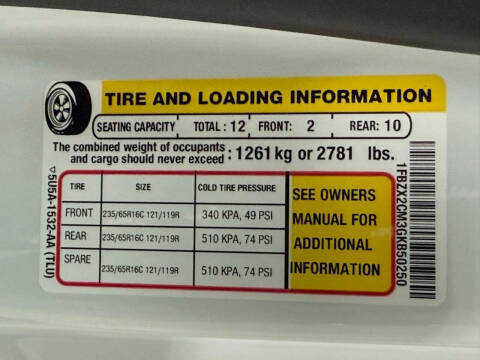 TIRE AND LOADING INFORMATION
SEATING CAPACITY TOTAL : 12 FRONT: 2 REAR: 10
The combined weight of occupants
and cargo should never exceed : 1261 kg or 2781 lbs.
TIRE SIZE COLD TIRE PRESSURE
FRONT 235/65R16C 121/119R 340 KPA, 49 PSI
REAR 235/65R16C 121/119R 510 KPA, 74 PSI
SPARE 235/65R16C 121/119R 510 KPA, 74 PSI
SEE OWNERS
MANUAL FOR
ADDITIONAL
INFORMATION
5U5A-1532-AA (TLU)
1FBZX2CM3GKB50250